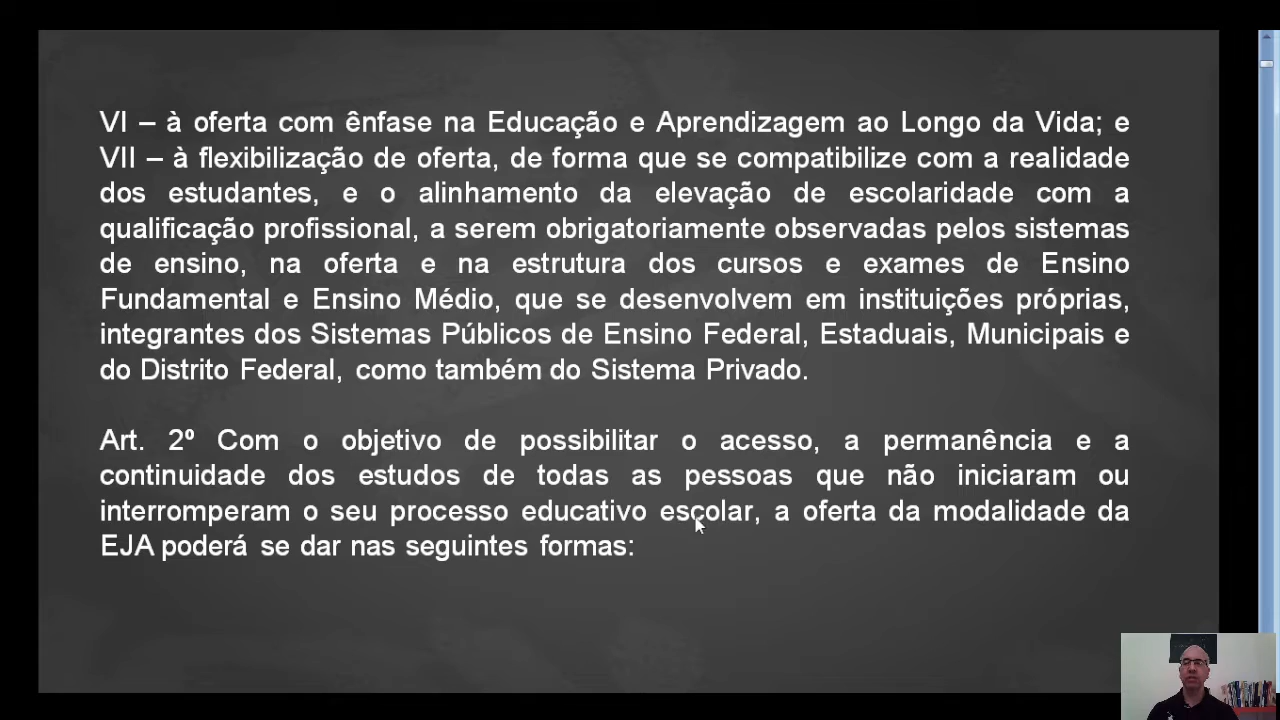 VI – à oferta com ênfase na Educação e Aprendizagem ao Longo da Vida; e
VII – à flexibilização de oferta, de forma que se compatibilize com a realidade
dos estudantes, e o alinhamento da elevação de escolaridade com a
qualificação profissional, a serem obrigatoriamente observadas pelos sistemas
de ensino, na oferta e na estrutura dos cursos e exames de Ensino
Fundamental e Ensino Médio, que se desenvolvem em instituições próprias,
integrantes dos Sistemas Públicos de Ensino Federal, Estaduais, Municipais e
do Distrito Federal, como também do Sistema Privado.
Art. 2º Com o objetivo de possibilitar o acesso, a permanência e a
continuidade dos estudos de todas as pessoas que não iniciaram ou
interromperam o seu processo educativo escolar, a oferta da modalidade da
EJA poderá se dar nas seguintes formas: